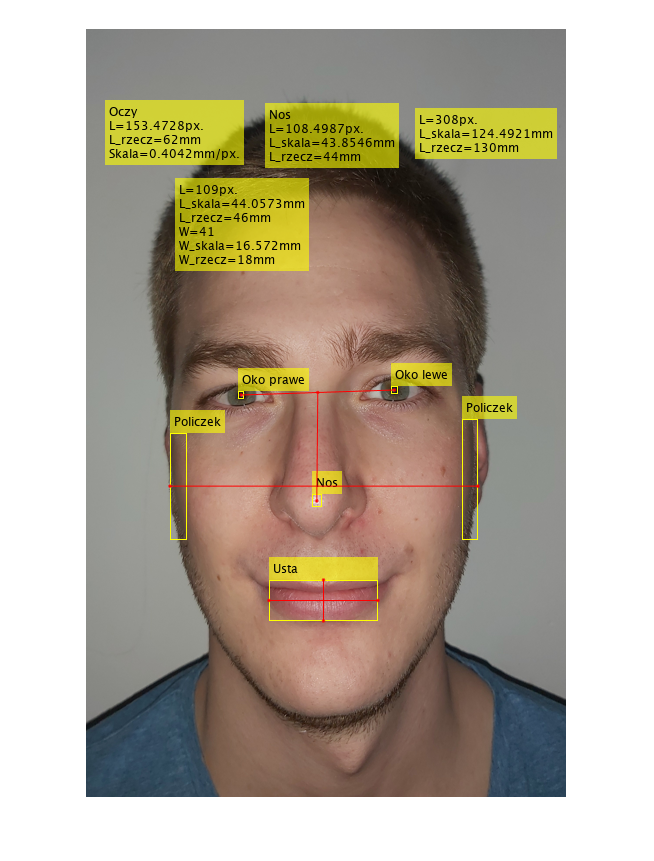 Oczy
L=153.4728px.
L_rzecz=62mm
Skala=0.4042mm/px.
Nos
L=108.4987px.
L_skala=43.8546mm
L_rzecz=44mm
L=308px.
L_skala=124.4921mm
L_rzecz=130mm
L=109px.
L_skala=44.0573mm
L_rzecz=46mm
W=41
W_skala=16.572mm
W_rzecz=18mm
Oko prawe
Oko lewe
Policzek
Policzek
Nos
Usta